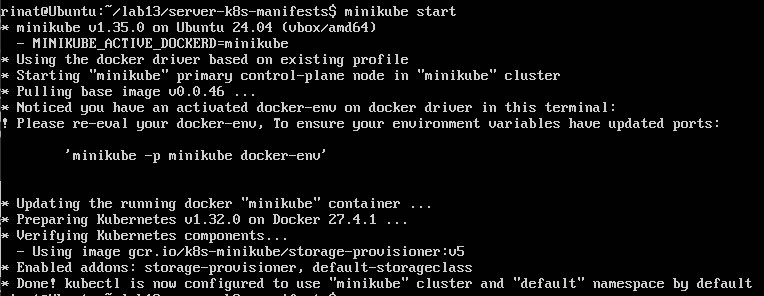 rinat@Ubuntu:~/lab13/server-k8s-manifests$ minikube start
* minikube v1.35.0 on Ubuntu 24.04 (vbox/amd64)
  - MINIKUBE_ACTIVE_DOCKERD=minikube
* Using the docker driver based on existing profile
* Starting "minikube" primary control-plane node in "minikube" cluster
* Pulling base image v0.0.46 ...
* Noticed you have an activated docker-env on docker driver in this terminal:
! Please re-eval your docker-env, To ensure your environment variables have updated ports:
'minikube -p minikube docker-env'
* Updating the running docker "minikube" container ...
* Preparing Kubernetes v1.32.0 on Docker 27.4.1 ...
* Verifying Kubernetes components...
  - Using image gcr.io/k8s-minikube/storage-provisioner:v5
* Enabled addons: storage-provisioner, default-storageclass
* Done! kubectl is now configured to use "minikube" cluster and "default" namespace by default